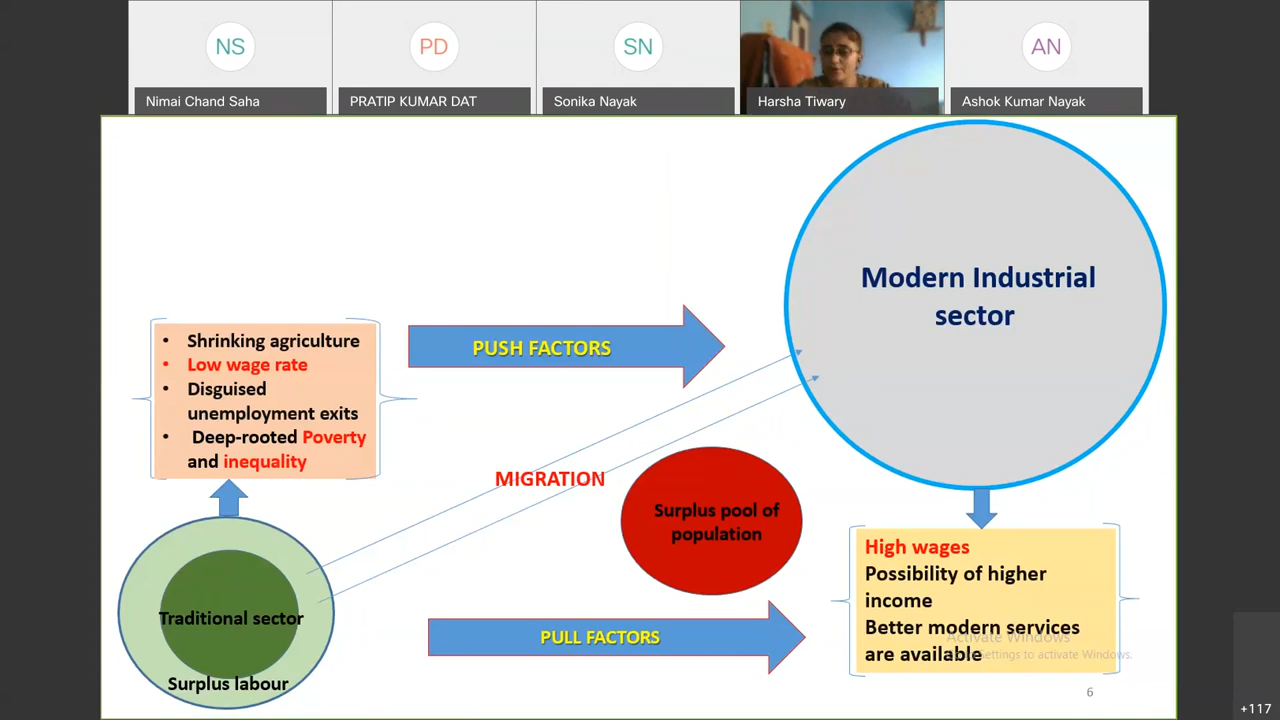 NS
PD
SN
AN
Nimai Chand Saha
PRATIP KUMAR DAT
Sonika Nayak
Harsha Tiwary
Ashok Kumar Nayak
Modern Industrial
sector
• Shrinking agriculture
• Low wage rate
• Disguised
unemployment exits
• Deep-rooted Poverty
and inequality
PUSH FACTORS
MIGRATION
Surplus pool of
population
High wages
Possibility of higher
income
Better modern services
are available
Traditional sector
Surplus labour
PULL FACTORS
Activate Windows
Settings to activate Windows.
6
+117